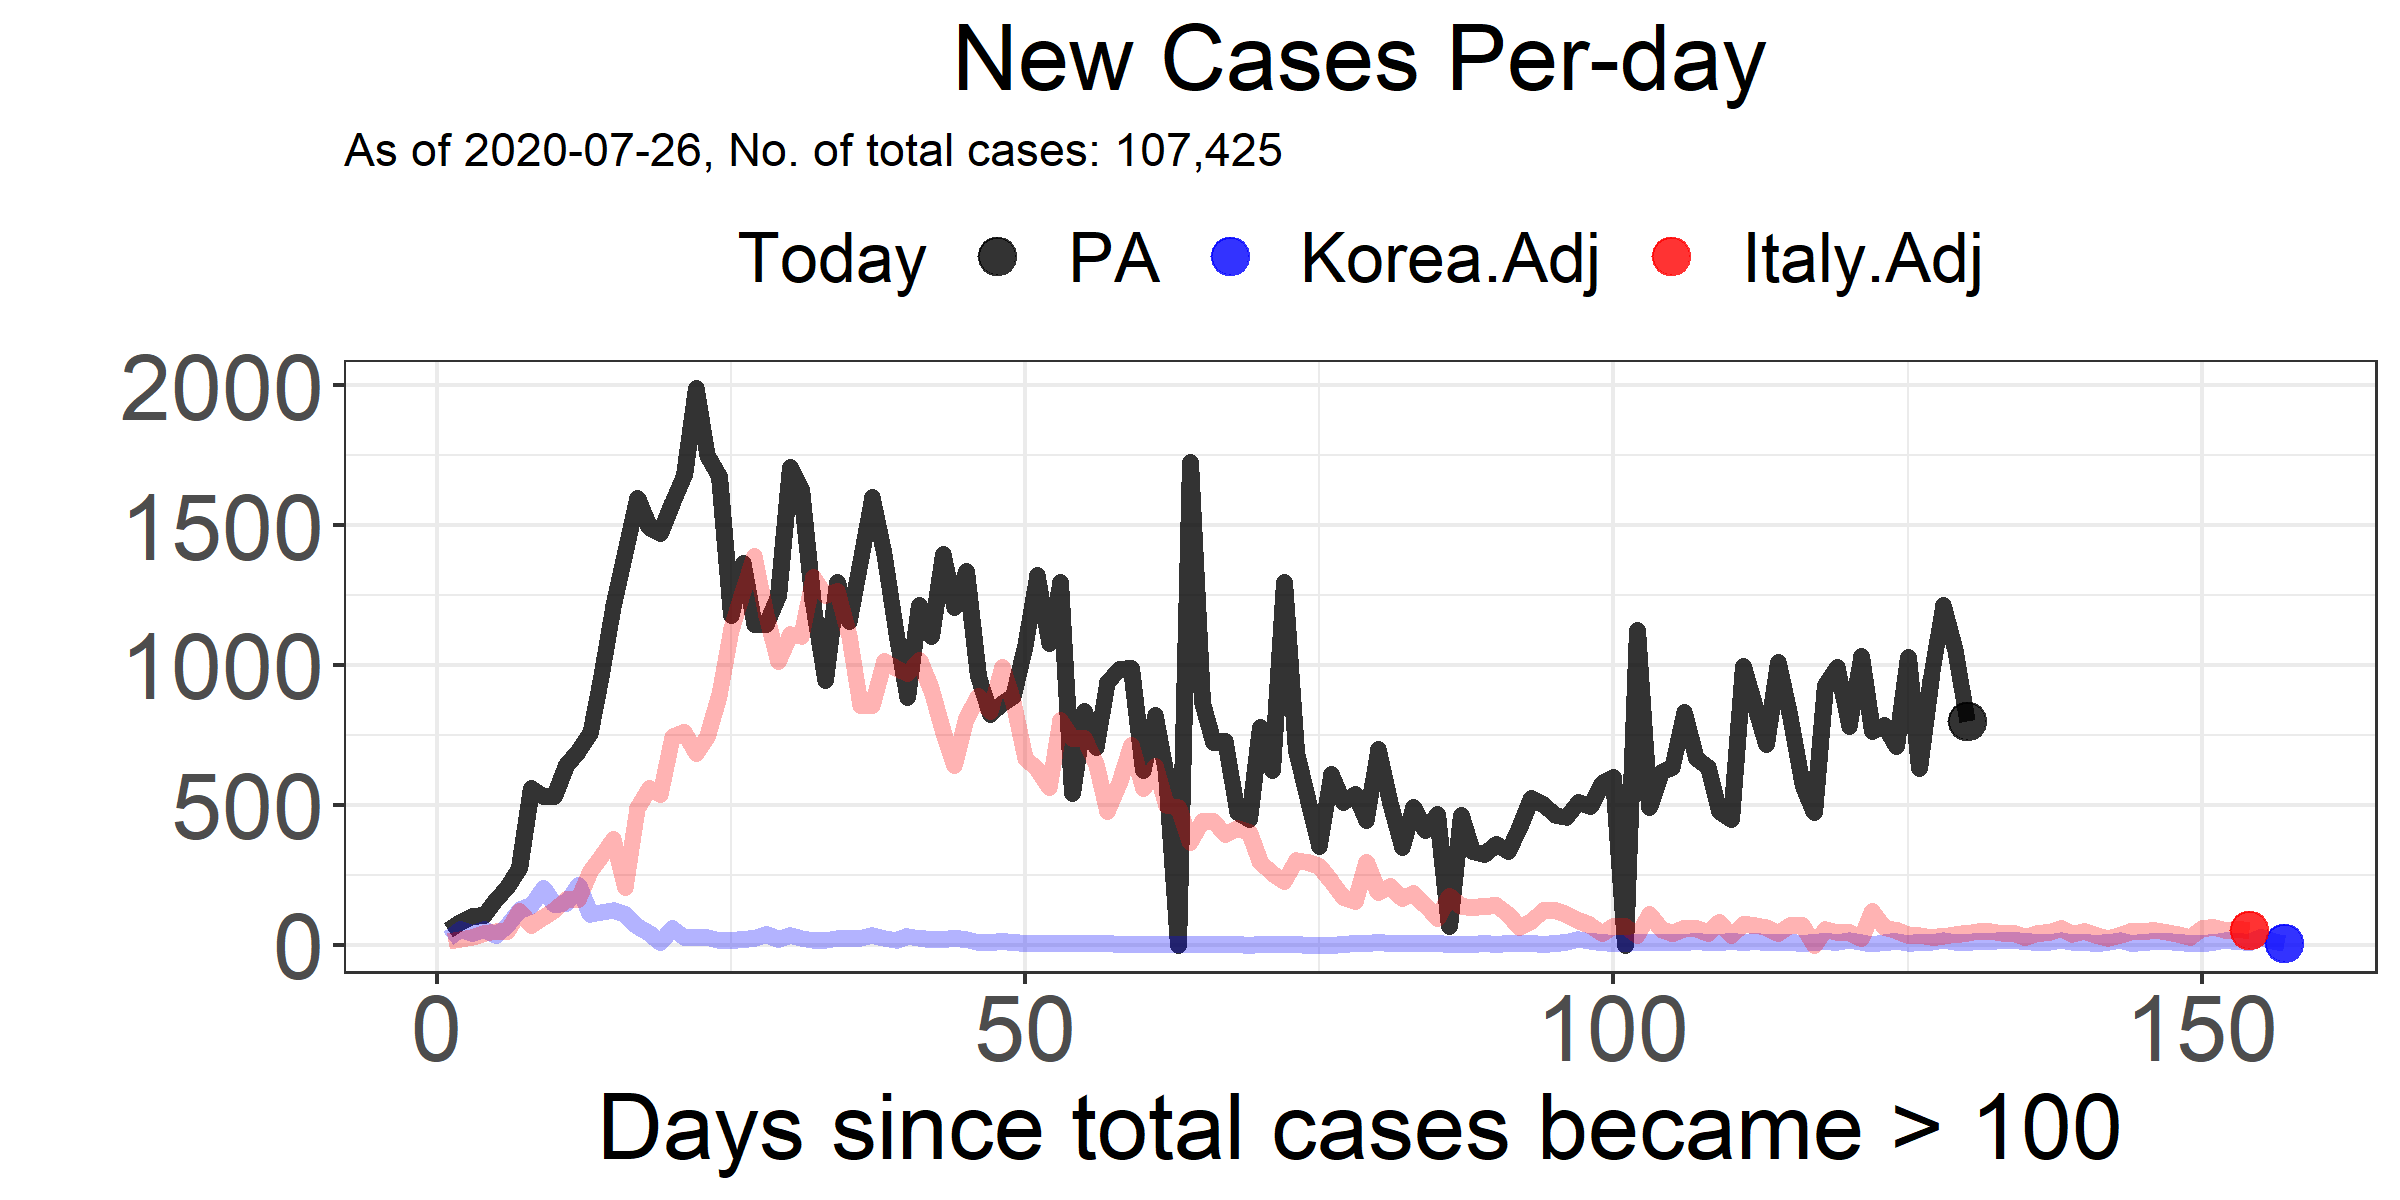 New Cases Per-day
As of 2020-07-26, No. of total cases: 107,425
Today PA Korea.Adj Italy.Adj
2000
1500
1000
500
0
0 50 100 150
Days since total cases became > 100